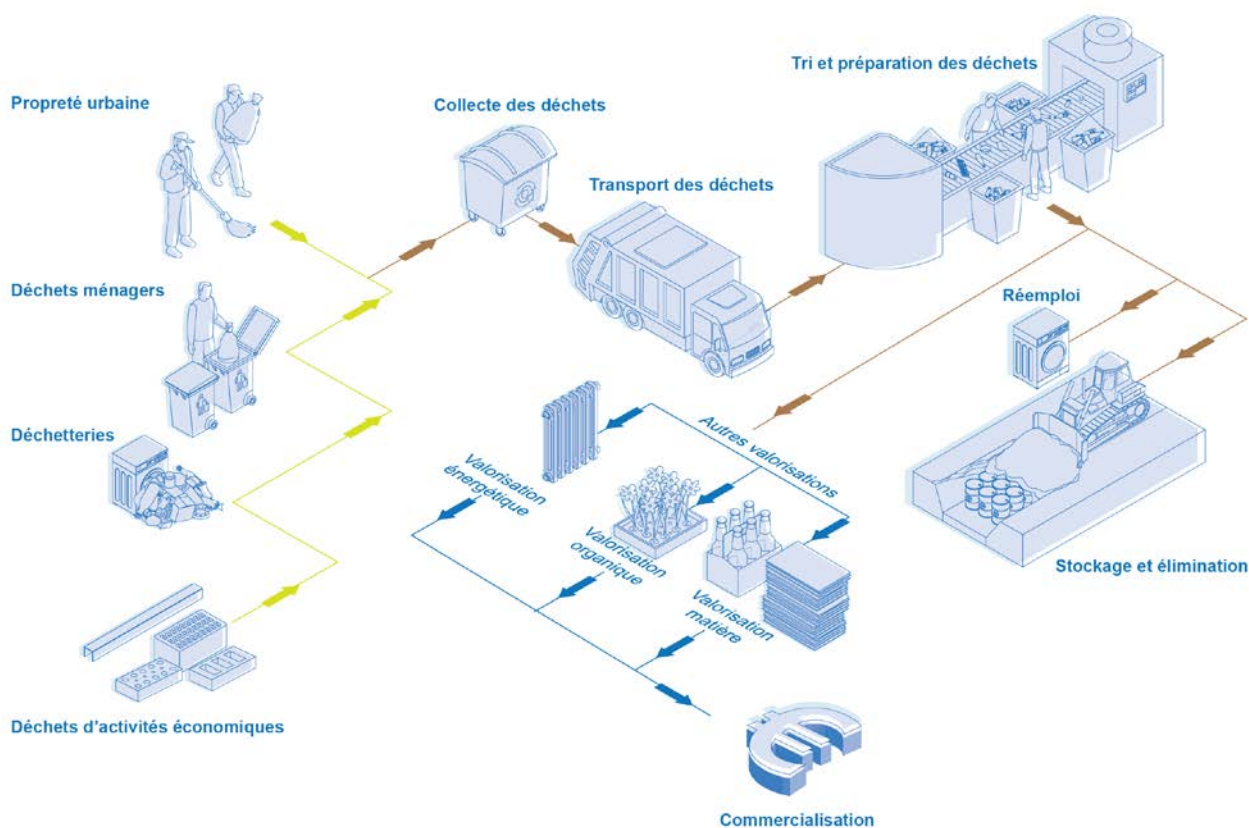 Propreté urbaine
Collecte des déchets
Tri et préparation des déchets
Transport des déchets
Déchets ménagers
Réemploi
Déchetteries
Autres valorisations
Valorisation
énergétique
Valorisation
organique
Valorisation
matière
Stockage et élimination
Déchets d'activités économiques
Commercialisation